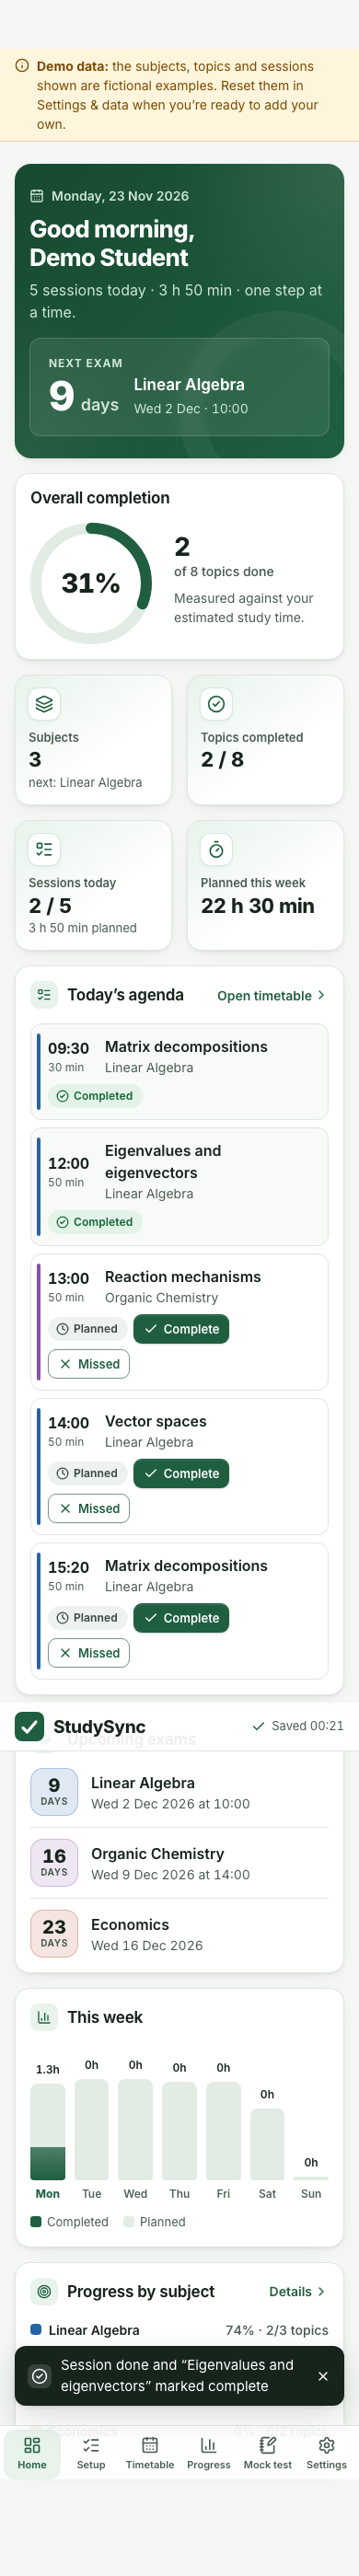 Demo data: the subjects, topics and sessions
shown are fictional examples. Reset them in
Settings & data when you’re ready to add your
own.
Monday, 23 Nov 2026
Good morning,
Demo Student
5 sessions today · 3 h 50 min · one step at
a time.
NEXT EXAM
9 days
Linear Algebra
Wed 2 Dec · 10:00
Overall completion
31%
2
of 8 topics done
Measured against your
estimated study time.
Subjects
3
next: Linear Algebra
Topics completed
2 / 8
Sessions today
2 / 5
3 h 50 min planned
Planned this week
22 h 30 min
Today’s agenda
Open timetable
09:30
30 min
Matrix decompositions
Linear Algebra
Completed
12:00
50 min
Eigenvalues and
eigenvectors
Linear Algebra
Completed
13:00
50 min
Reaction mechanisms
Organic Chemistry
Planned
Complete
Missed
14:00
50 min
Vector spaces
Linear Algebra
Planned
Complete
Missed
15:20
50 min
Matrix decompositions
Linear Algebra
Planned
Complete
Missed
StudySync
Saved 00:21
Upcoming exams
9
DAYS
Linear Algebra
Wed 2 Dec 2026 at 10:00
16
DAYS
Organic Chemistry
Wed 9 Dec 2026 at 14:00
23
DAYS
Economics
Wed 16 Dec 2026
This week
1.3h
0h
0h
0h
0h
0h
0h
Mon
Tue
Wed
Thu
Fri
Sat
Sun
Completed
Planned
Progress by subject
Details
Linear Algebra
74% · 2/3 topics
Session done and “Eigenvalues and
eigenvectors” marked complete
Economics
0% · 0/2 topics
Home
Setup
Timetable
Progress
Mock test
Settings